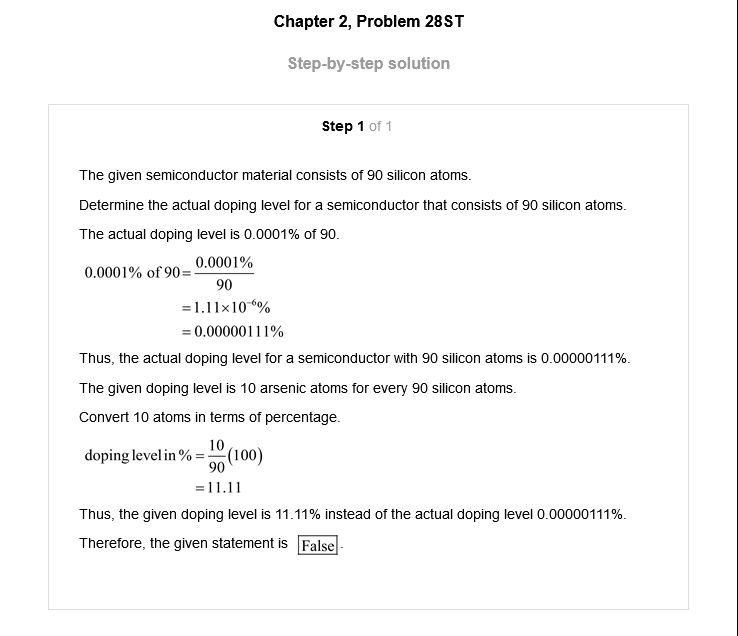 Chapter 2, Problem 28ST
Step-by-step solution
Step 1 of 1
The given semiconductor material consists of 90 silicon atoms.
Determine the actual doping level for a semiconductor that consists of 90 silicon atoms.
The actual doping level is 0.0001% of 90.
0.0001% of 90 = 0.0001% / 90
= 1.11×10⁻⁶%
= 0.00000111%
Thus, the actual doping level for a semiconductor with 90 silicon atoms is 0.00000111%.
The given doping level is 10 arsenic atoms for every 90 silicon atoms.
Convert 10 atoms in terms of percentage.
doping level in % = 10/90 (100)
= 11.11
Thus, the given doping level is 11.11% instead of the actual doping level 0.00000111%.
Therefore, the given statement is False.